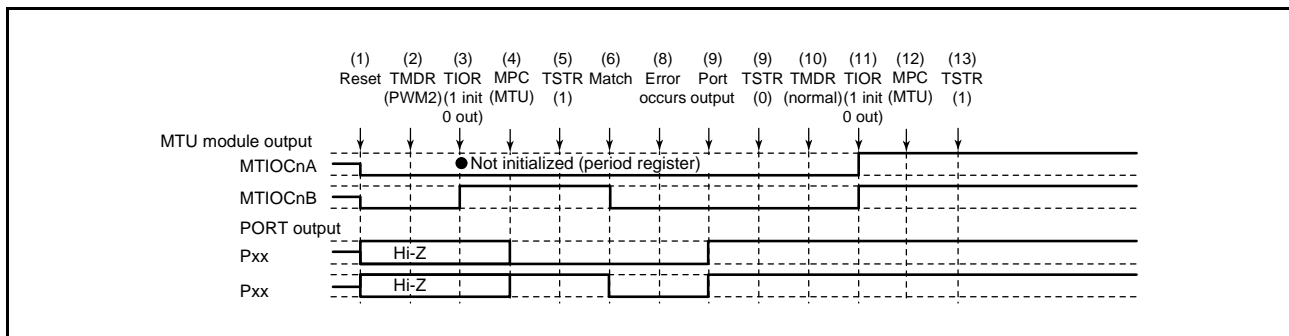 (1) (2) (3) (4) (5) (6) (8) (9) (9) (10) (11) (12) (13)
Reset TMDR TIOR MPC TSTR Match Error Port TSTR TMDR TIOR MPC TSTR
(PWM2) (1 init (MTU) (1) occurs output (0) (normal) (1 init (MTU) (1)
0 out) 0 out)
MTU module output
MTIOCnA ● Not initialized (period register)
MTIOCnB
PORT output
Pxx Hi-Z
Pxx Hi-Z